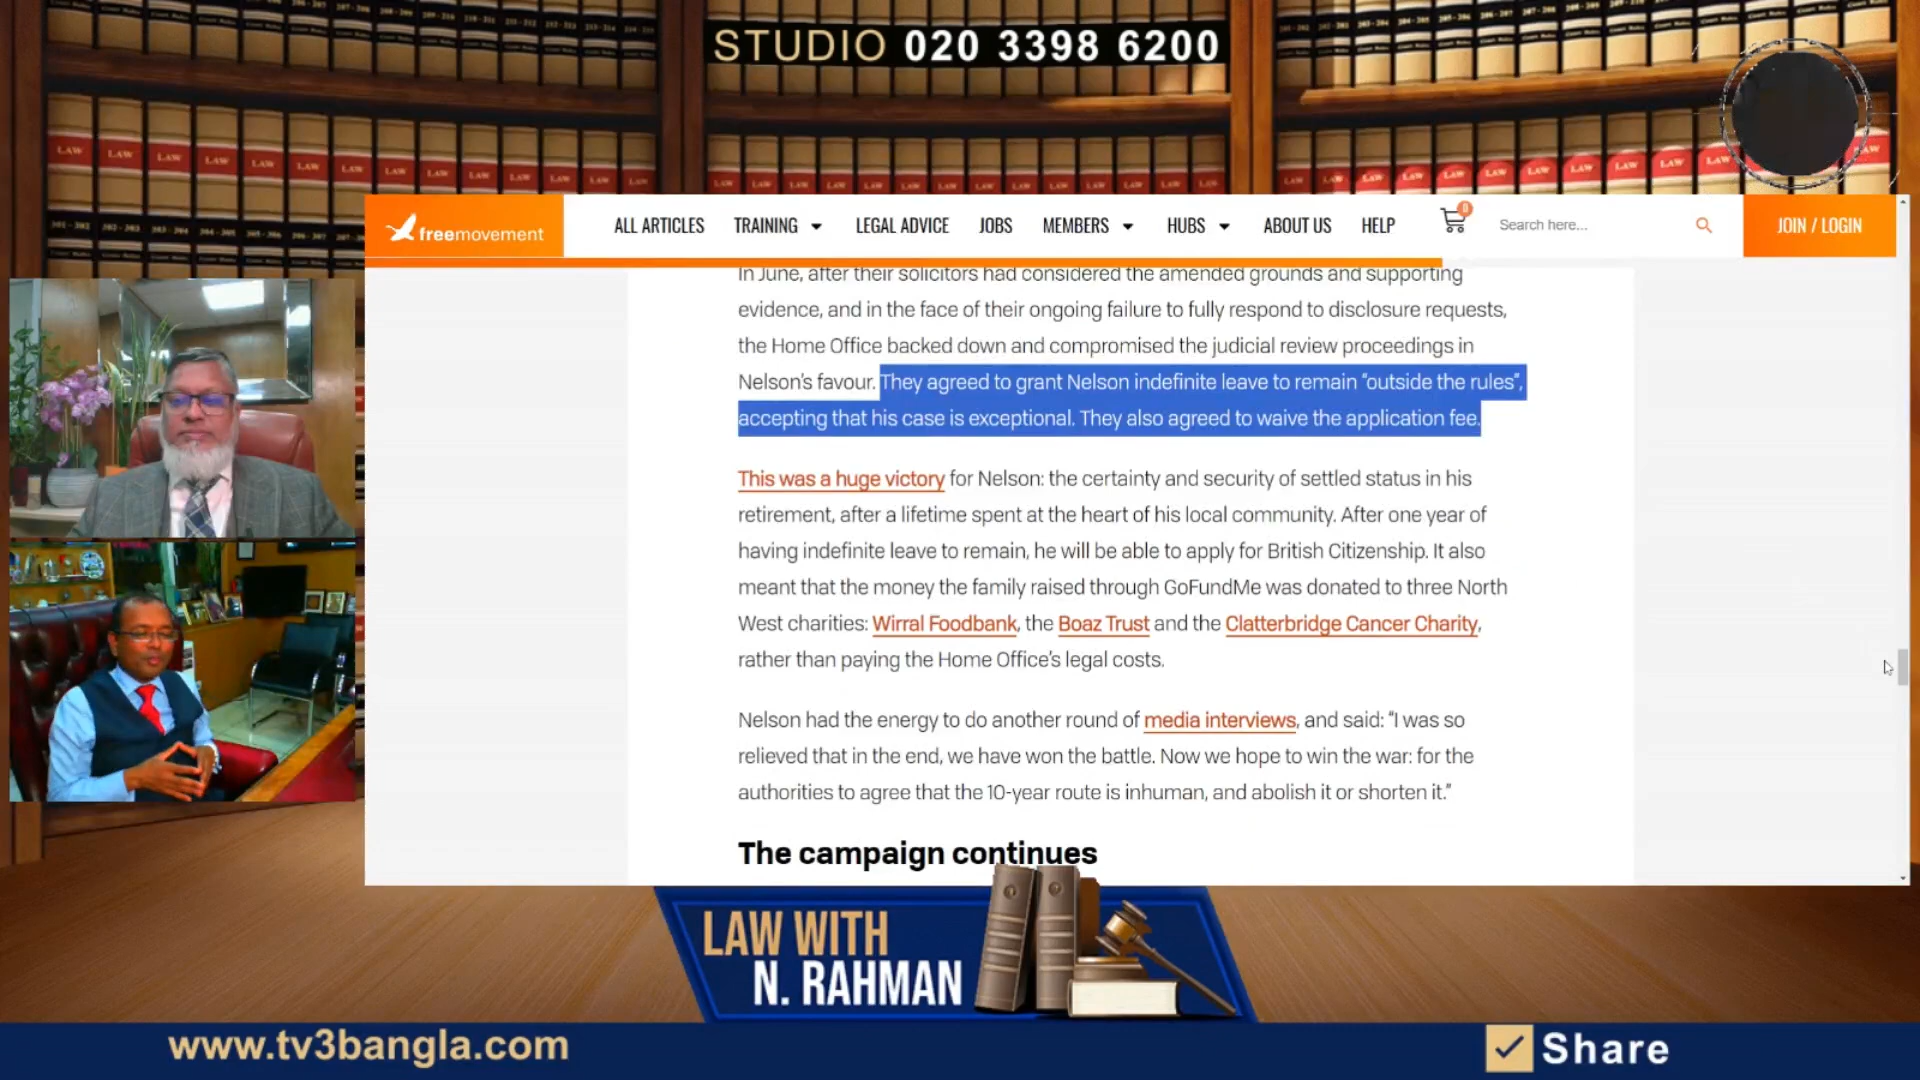 STUDIO 020 3398 6200
LAW LAW LAW LAW LAW LAW LAW LAW LAW LAW LAW LAW
freemovement
ALL ARTICLES TRAINING LEGAL ADVICE JOBS MEMBERS HUBS ABOUT US HELP 0 Search here... JOIN / LOGIN
In June, after their solicitors had considered the amended grounds and supporting
evidence, and in the face of their ongoing failure to fully respond to disclosure requests,
the Home Office backed down and compromised the judicial review proceedings in
Nelson's favour. They agreed to grant Nelson indefinite leave to remain “outside the rules”,
accepting that his case is exceptional. They also agreed to waive the application fee.
This was a huge victory for Nelson: the certainty and security of settled status in his
retirement, after a lifetime spent at the heart of his local community. After one year of
having indefinite leave to remain, he will be able to apply for British Citizenship. It also
meant that the money the family raised through GoFundMe was donated to three North
West charities: Wirral Foodbank, the Boaz Trust and the Clatterbridge Cancer Charity,
rather than paying the Home Office's legal costs.
Nelson had the energy to do another round of media interviews, and said: “I was so
relieved that in the end, we have won the battle. Now we hope to win the war: for the
authorities to agree that the 10-year route is inhuman, and abolish it or shorten it.”
The campaign continues
LAW WITH
N. RAHMAN
www.tv3bangla.com
Share